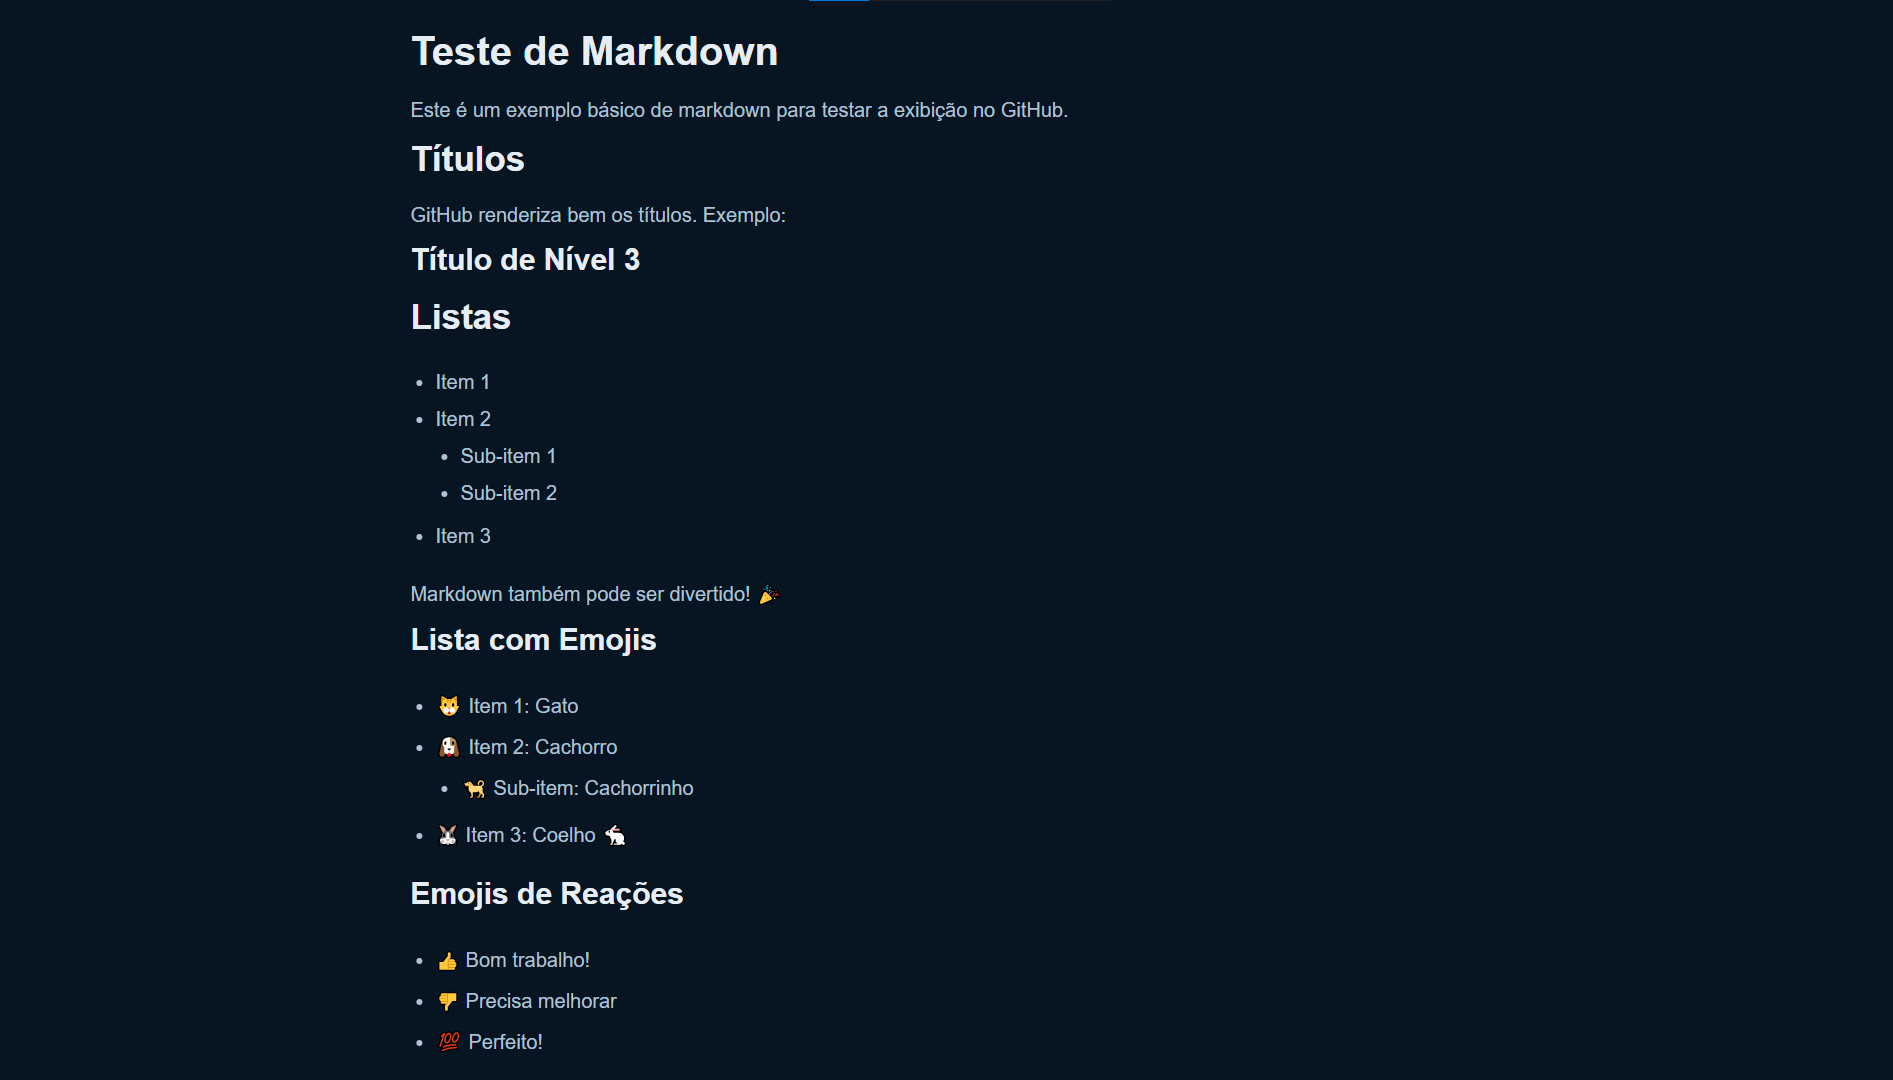 Teste de Markdown
Este é um exemplo básico de markdown para testar a exibição no GitHub.
Títulos
GitHub renderiza bem os títulos. Exemplo:
Título de Nível 3
Listas
• Item 1
• Item 2
• Sub-item 1
• Sub-item 2
• Item 3
Markdown também pode ser divertido! 🎉
Lista com Emojis
• 🐱 Item 1: Gato
• 🐶 Item 2: Cachorro
• 🐕 Sub-item: Cachorrinho
• 🐰 Item 3: Coelho 🐇
Emojis de Reações
• 👍 Bom trabalho!
• 👎 Precisa melhorar
• 💯 Perfeito!